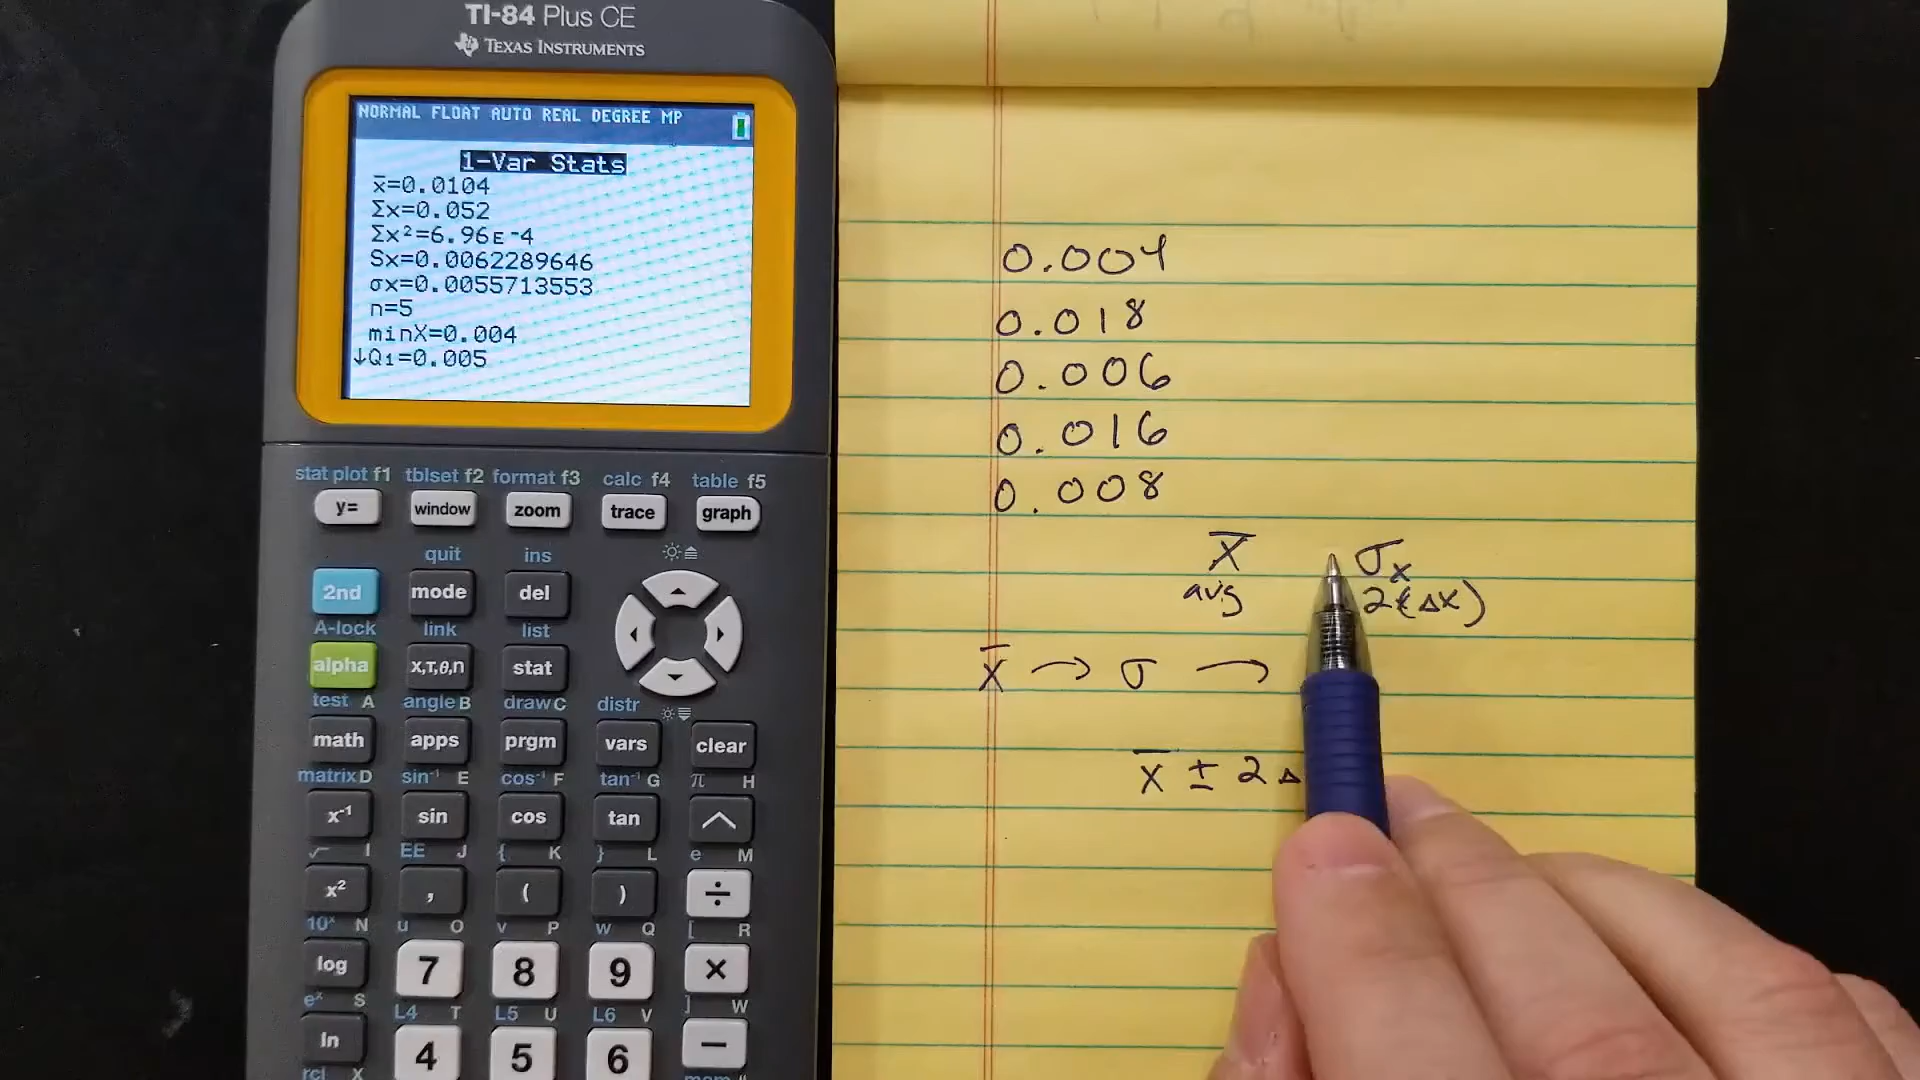 TI-84 Plus CE
TEXAS INSTRUMENTS
NORMAL FLOAT AUTO REAL DEGREE MP
1-Var Stats
x̄=0.0104
Σx=0.052
Σx²=6.96E-4
Sx=0.0062289646
σx=0.0055713553
n=5
minX=0.004
↓Q1=0.005
stat plot f1 tblset f2 format f3 calc f4 table f5
y= window zoom trace graph
quit ins
2nd mode del
A-lock link list
alpha X,T,θ,n stat
test A angle B draw C distr
math apps prgm vars clear
matrix D sin⁻¹ E cos⁻¹ F tan⁻¹ G π H
x⁻¹ sin cos tan ^
√ I EE J { K } L e M
x² , ( ) ÷
10ˣ N u O v P w Q [ R
log 7 8 9 ×
eˣ S L4 T L5 U L6 V ] W
ln 4 5 6 −
rcl X
0.004
0.018
0.006
0.016
0.008
x̄ σx
avg 2(Δx)
x̄ → σ →
x̄ ± 2Δ